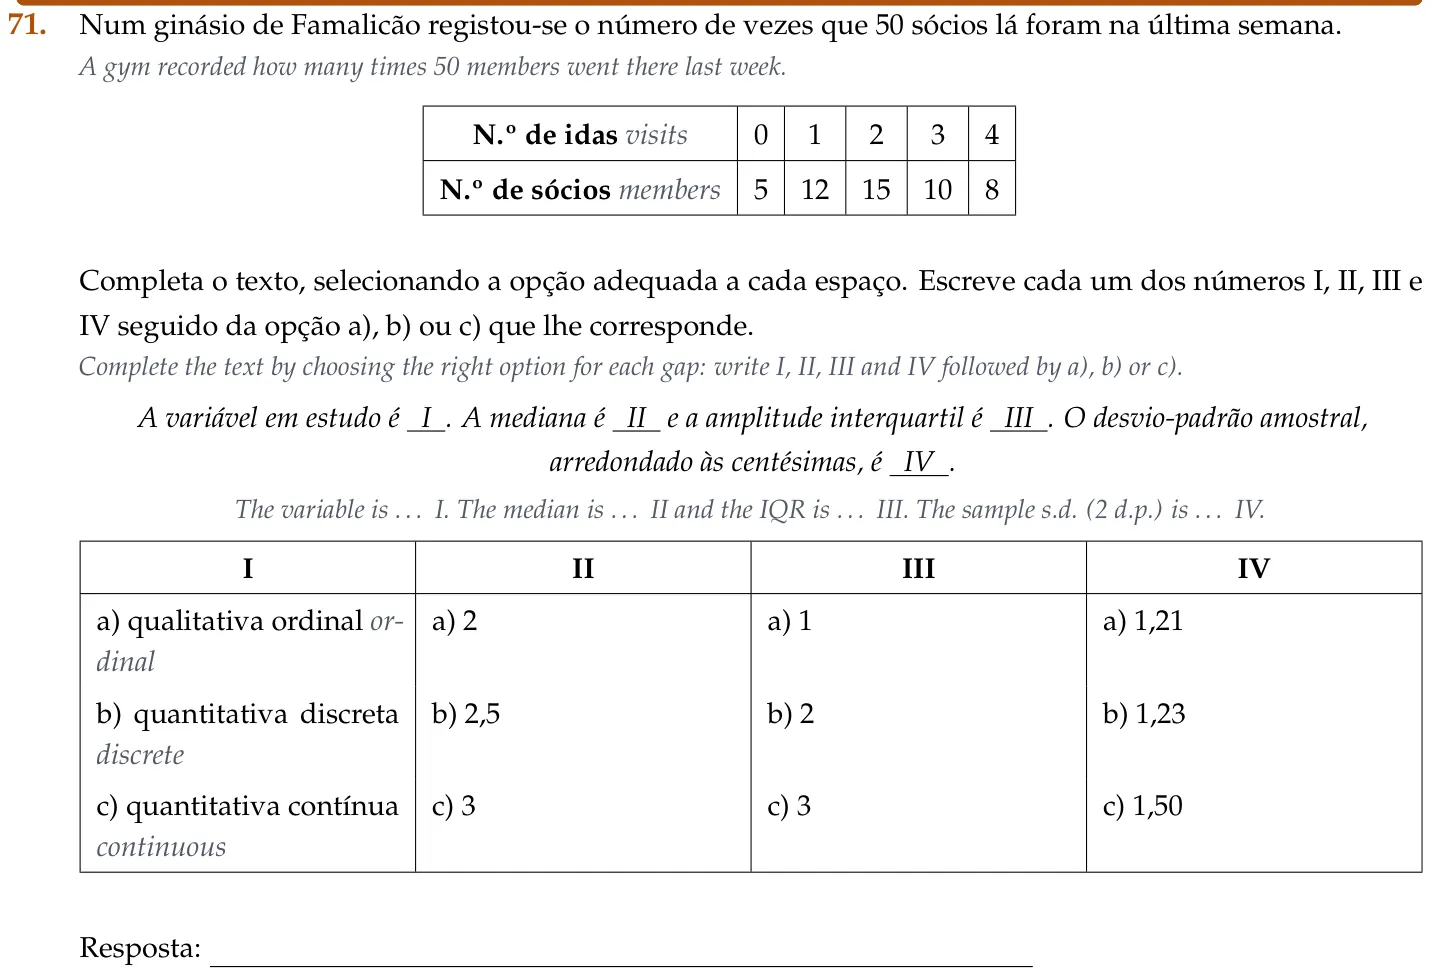 71. Num ginásio de Famalicão registou-se o número de vezes que 50 sócios lá foram na última semana.
A gym recorded how many times 50 members went there last week.
N.º de idas visits 0 1 2 3 4
N.º de sócios members 5 12 15 10 8
Completa o texto, selecionando a opção adequada a cada espaço. Escreve cada um dos números I, II, III e
IV seguido da opção a), b) ou c) que lhe corresponde.
Complete the text by choosing the right option for each gap: write I, II, III and IV followed by a), b) or c).
A variável em estudo é I . A mediana é II e a amplitude interquartil é III . O desvio-padrão amostral,
arredondado às centésimas, é IV .
The variable is ... I. The median is ... II and the IQR is ... III. The sample s.d. (2 d.p.) is ... IV.
I II III IV
a) qualitativa ordinal or- a) 2 a) 1 a) 1,21
dinal
b) quantitativa discreta b) 2,5 b) 2 b) 1,23
discrete
c) quantitativa contínua c) 3 c) 3 c) 1,50
continuous
Resposta: